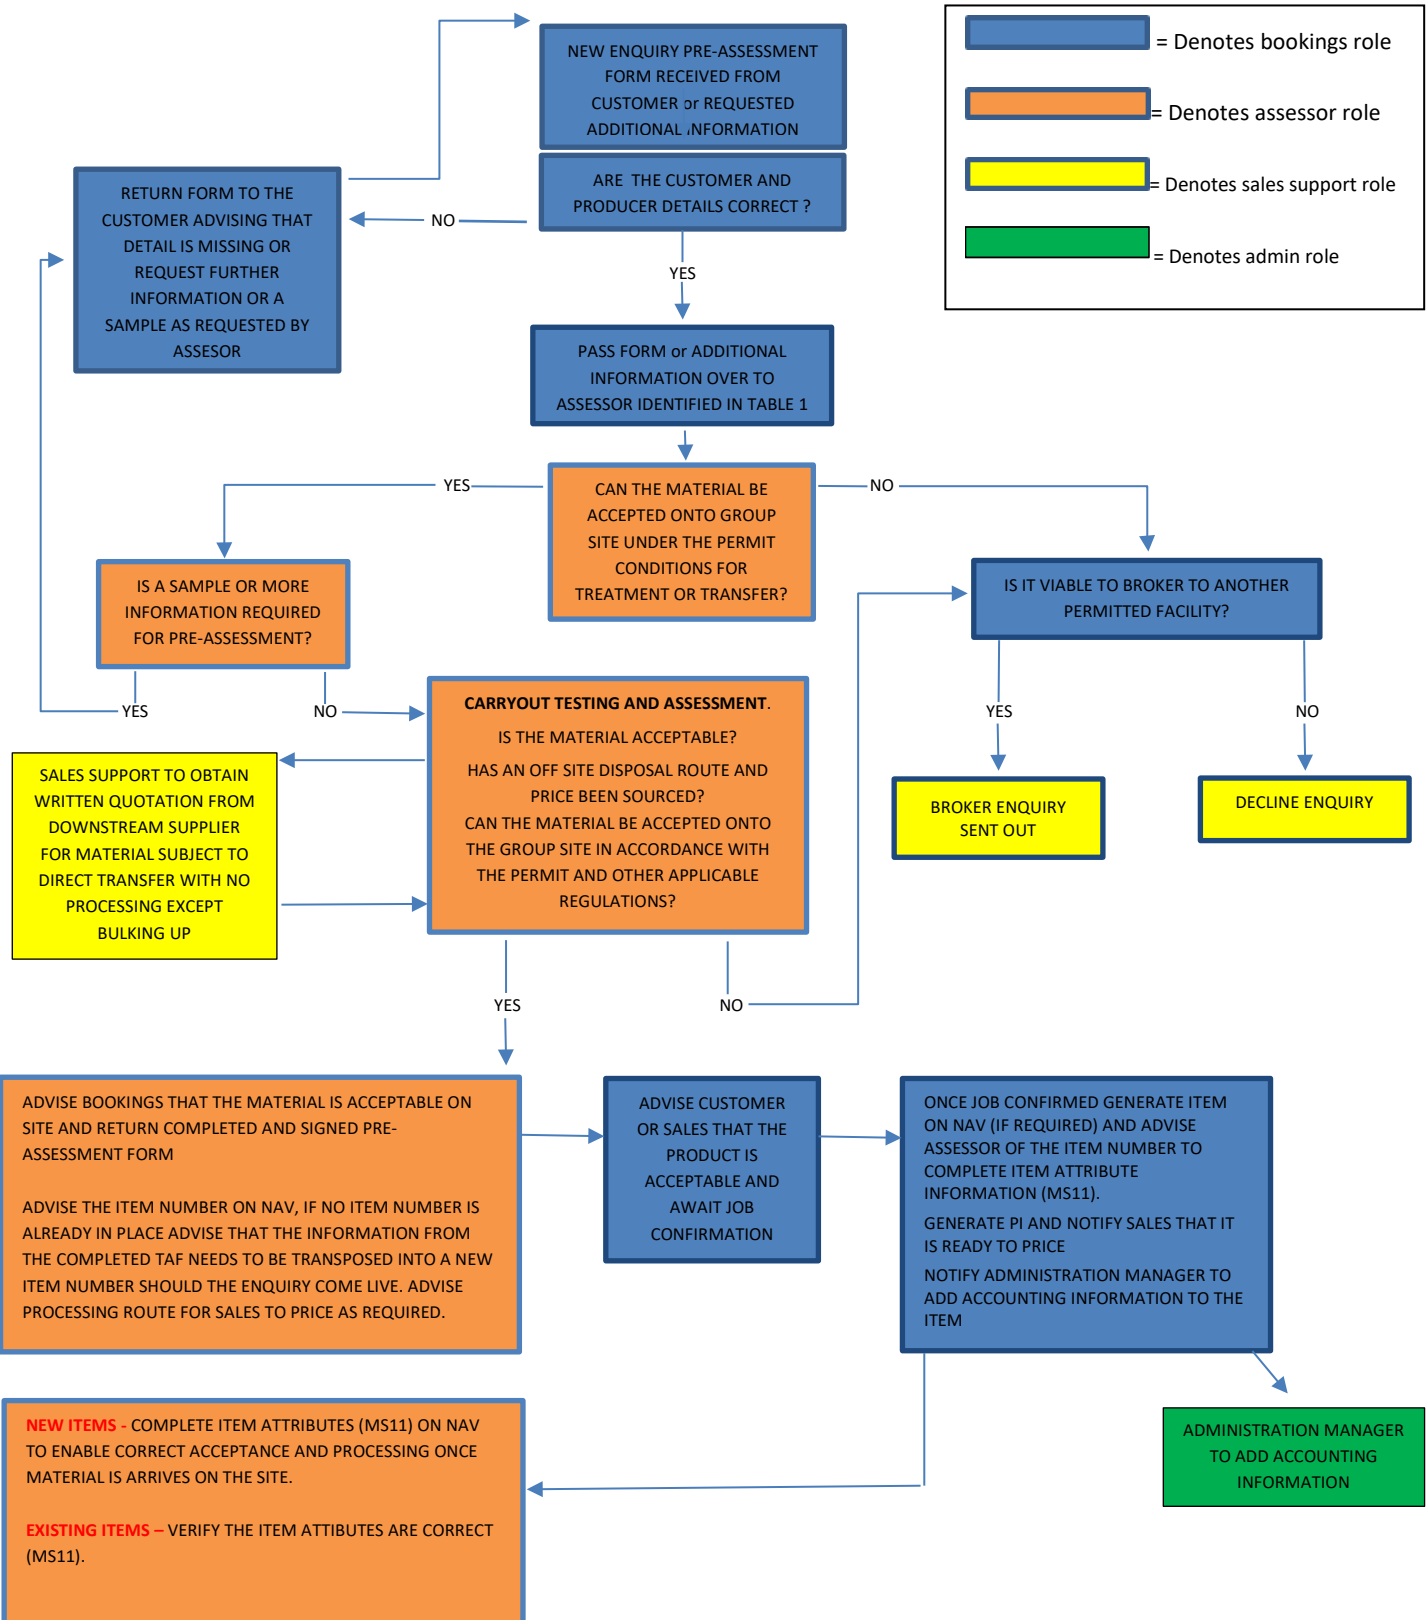 NEW ENQUIRY PRE-ASSESSMENT
FORM RECEIVED FROM
CUSTOMER or REQUESTED
ADDITIONAL INFORMATION
= Denotes bookings role
= Denotes assessor role
= Denotes sales support role
= Denotes admin role
ARE THE CUSTOMER AND
PRODUCER DETAILS CORRECT ?
NO
RETURN FORM TO THE
CUSTOMER ADVISING THAT
DETAIL IS MISSING OR
REQUEST FURTHER
INFORMATION OR A
SAMPLE AS REQUESTED BY
ASSESOR
YES
PASS FORM or ADDITIONAL
INFORMATION OVER TO
ASSESSOR IDENTIFIED IN TABLE 1
YES
CAN THE MATERIAL BE
ACCEPTED ONTO GROUP
SITE UNDER THE PERMIT
CONDITIONS FOR
TREATMENT OR TRANSFER?
NO
IS A SAMPLE OR MORE
INFORMATION REQUIRED
FOR PRE-ASSESSMENT?
IS IT VIABLE TO BROKER TO ANOTHER
PERMITTED FACILITY?
YES
NO
YES
NO
CARRYOUT TESTING AND ASSESSMENT.
IS THE MATERIAL ACCEPTABLE?
HAS AN OFF SITE DISPOSAL ROUTE AND
PRICE BEEN SOURCED?
CAN THE MATERIAL BE ACCEPTED ONTO
THE GROUP SITE IN ACCORDANCE WITH
THE PERMIT AND OTHER APPLICABLE
REGULATIONS?
SALES SUPPORT TO OBTAIN
WRITTEN QUOTATION FROM
DOWNSTREAM SUPPLIER
FOR MATERIAL SUBJECT TO
DIRECT TRANSFER WITH NO
PROCESSING EXCEPT
BULKING UP
BROKER ENQUIRY
SENT OUT
DECLINE ENQUIRY
YES
NO
ADVISE BOOKINGS THAT THE MATERIAL IS ACCEPTABLE ON
SITE AND RETURN COMPLETED AND SIGNED PRE-
ASSESSMENT FORM
ADVISE THE ITEM NUMBER ON NAV, IF NO ITEM NUMBER IS
ALREADY IN PLACE ADVISE THAT THE INFORMATION FROM
THE COMPLETED TAF NEEDS TO BE TRANSPOSED INTO A NEW
ITEM NUMBER SHOULD THE ENQUIRY COME LIVE. ADVISE
PROCESSING ROUTE FOR SALES TO PRICE AS REQUIRED.
ADVISE CUSTOMER
OR SALES THAT THE
PRODUCT IS
ACCEPTABLE AND
AWAIT JOB
CONFIRMATION
ONCE JOB CONFIRMED GENERATE ITEM
ON NAV (IF REQUIRED) AND ADVISE
ASSESSOR OF THE ITEM NUMBER TO
COMPLETE ITEM ATTRIBUTE
INFORMATION (MS11).
GENERATE PI AND NOTIFY SALES THAT IT
IS READY TO PRICE
NOTIFY ADMINISTRATION MANAGER TO
ADD ACCOUNTING INFORMATION TO THE
ITEM
NEW ITEMS - COMPLETE ITEM ATTRIBUTES (MS11) ON NAV
TO ENABLE CORRECT ACCEPTANCE AND PROCESSING ONCE
MATERIAL IS ARRIVES ON THE SITE.
EXISTING ITEMS – VERIFY THE ITEM ATTIBUTES ARE CORRECT
(MS11).
ADMINISTRATION MANAGER
TO ADD ACCOUNTING
INFORMATION